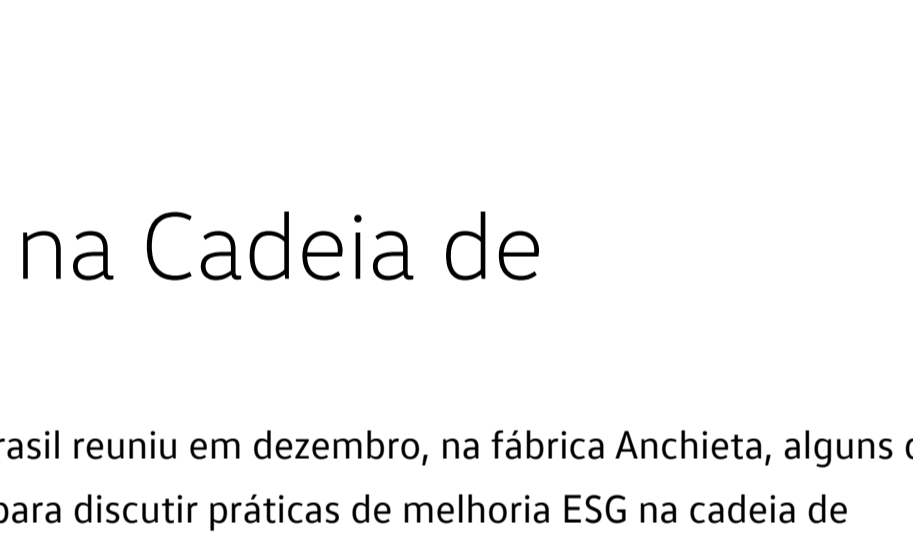 na Cadeia de
reuniu em dezembro, na fábrica Anchieta, alguns
para discutir práticas de melhoria ESG na cadeia de